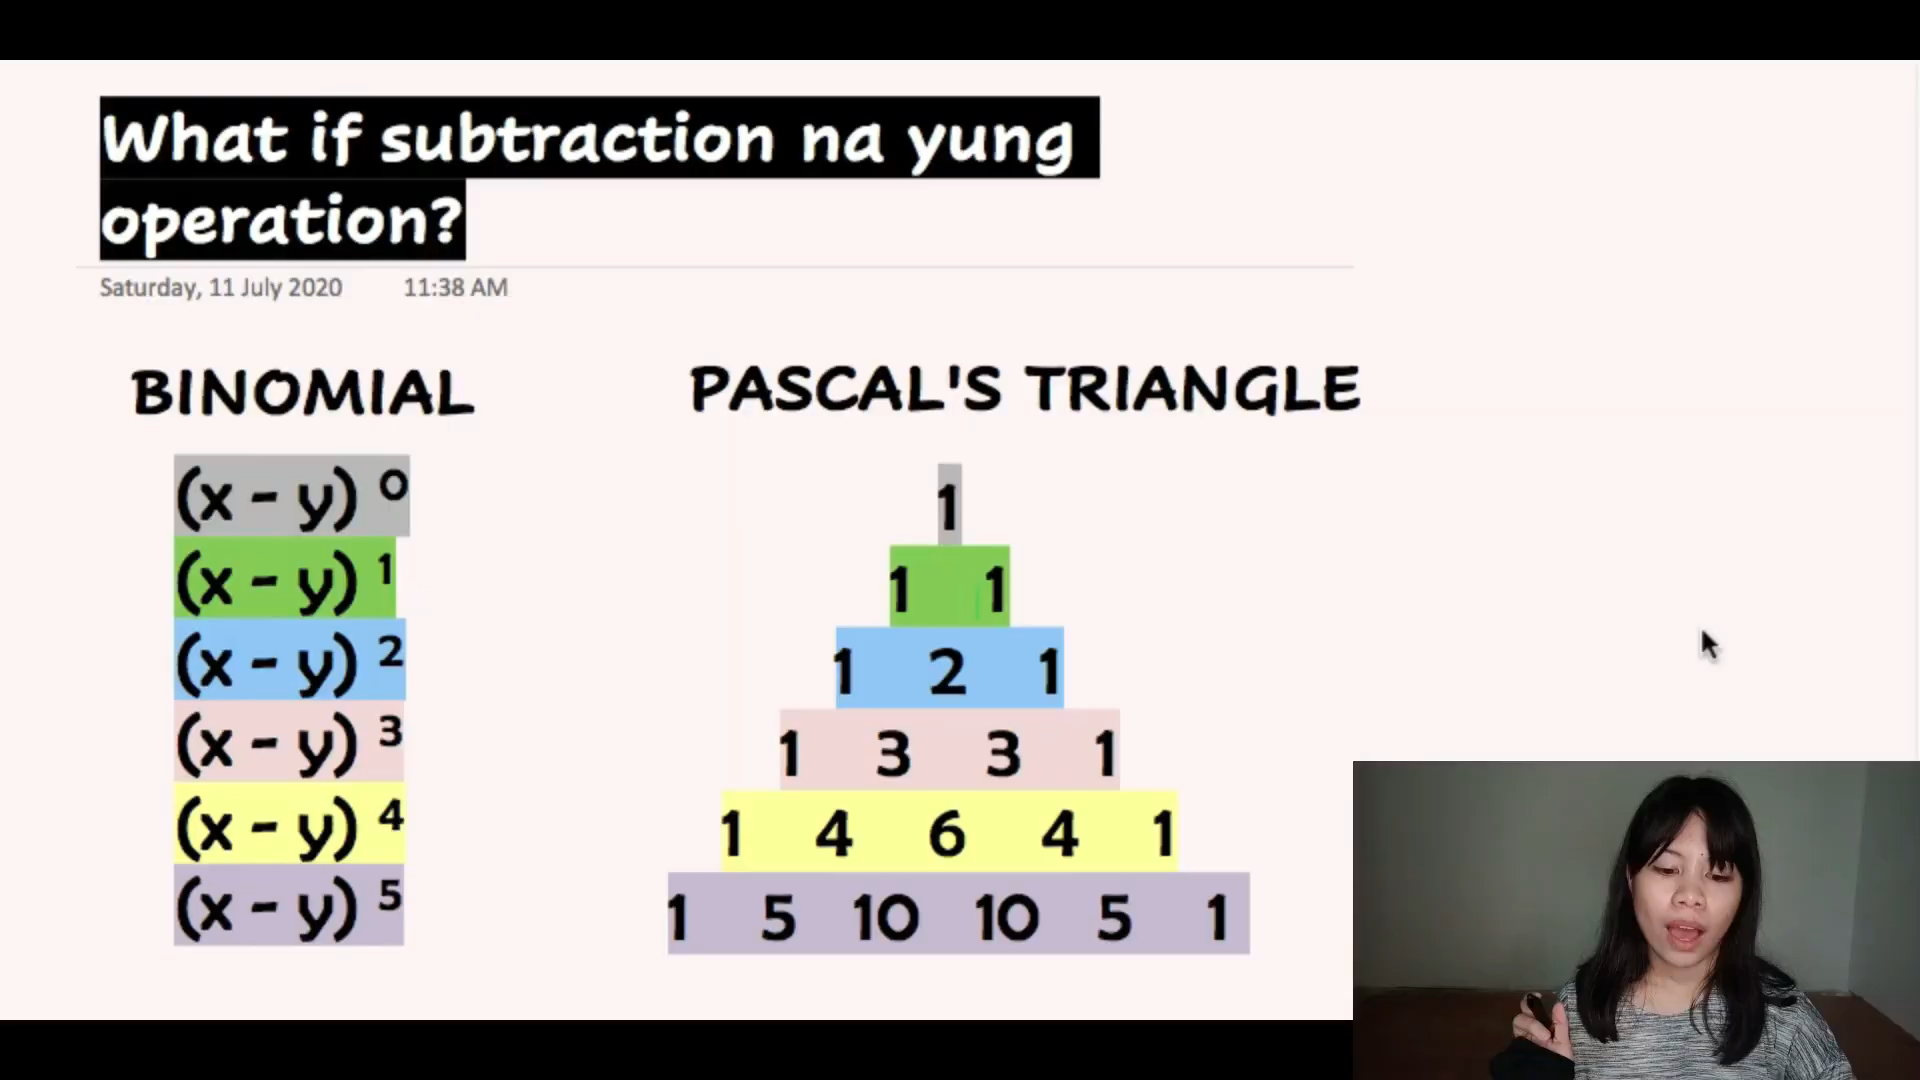 What if subtraction na yung
operation?
Saturday, 11 July 2020 11:38 AM
BINOMIAL
(x - y) ⁰
(x - y) ¹
(x - y) ²
(x - y) ³
(x - y) ⁴
(x - y) ⁵
PASCAL'S TRIANGLE
1
1 1
1 2 1
1 3 3 1
1 4 6 4 1
1 5 10 10 5 1